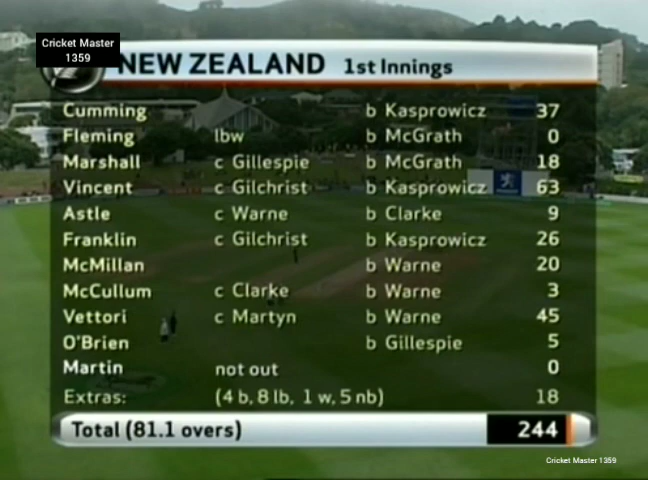 Cricket Master
1359
NEW ZEALAND 1st Innings
Cumming b Kasprowicz 37
Fleming lbw b McGrath 0
Marshall c Gillespie b McGrath 18
Vincent c Gilchrist b Kasprowicz 63
Astle c Warne b Clarke 9
Franklin c Gilchrist b Kasprowicz 26
McMillan b Warne 20
McCullum c Clarke b Warne 3
Vettori c Martyn b Warne 45
O'Brien b Gillespie 5
Martin not out 0
Extras: (4 b, 8 lb, 1 w, 5 nb) 18
Total (81.1 overs) 244
Cricket Master 1359